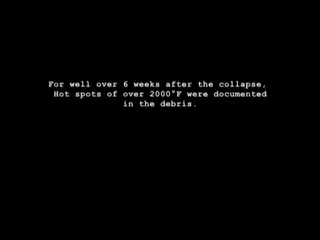 For well over 6 weeks after the collapse,
Hot spots of over 2000°F were documented
in the debris.